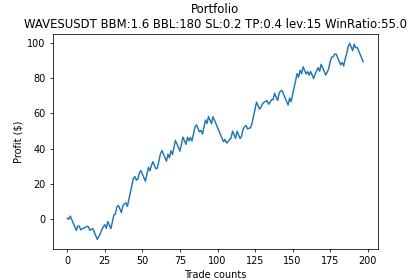 Portfolio
WAVESUSDT BBM:1.6 BBL:180 SL:0.2 TP:0.4 lev:15 WinRatio:55.0
100
80
60
40
20
0
Profit ($)
0 25 50 75 100 125 150 175 200
Trade counts